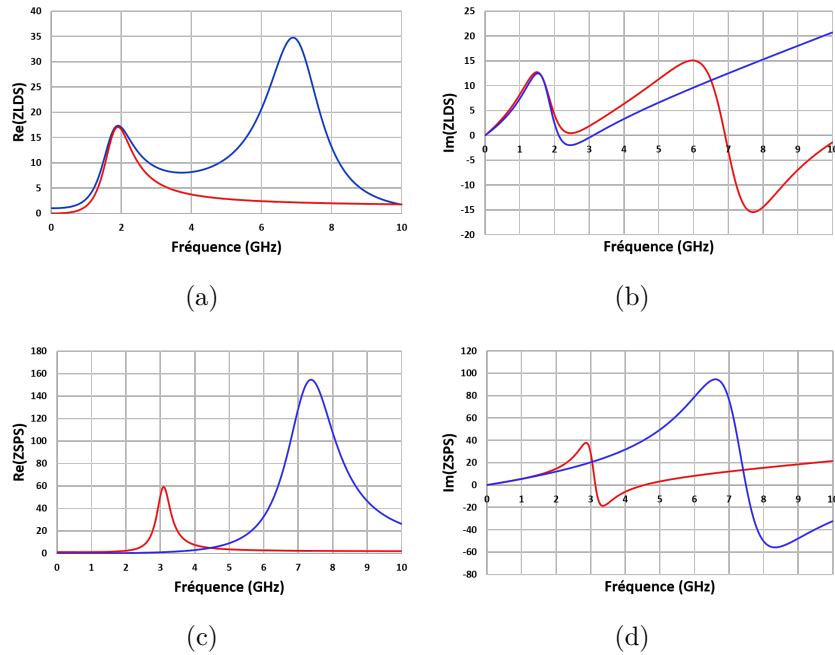 40
35
30
25
20
15
10
5
0
Re(ZLDS)
0 2 4 6 8 10
Fréquence (GHz)
(a)
25
20
15
10
5
0
-5
-10
-15
-20
Im(ZLDS)
0 1 2 3 4 5 6 7 8 9 10
Fréquence (GHz)
(b)
180
160
140
120
100
80
60
40
20
0
Re(ZSPS)
0 1 2 3 4 5 6 7 8 9 10
Fréquence (GHz)
(c)
120
100
80
60
40
20
0
-20
-40
-60
-80
Im(ZSPS)
0 1 2 3 4 5 6 7 8 9 10
Fréquence (GHz)
(d)